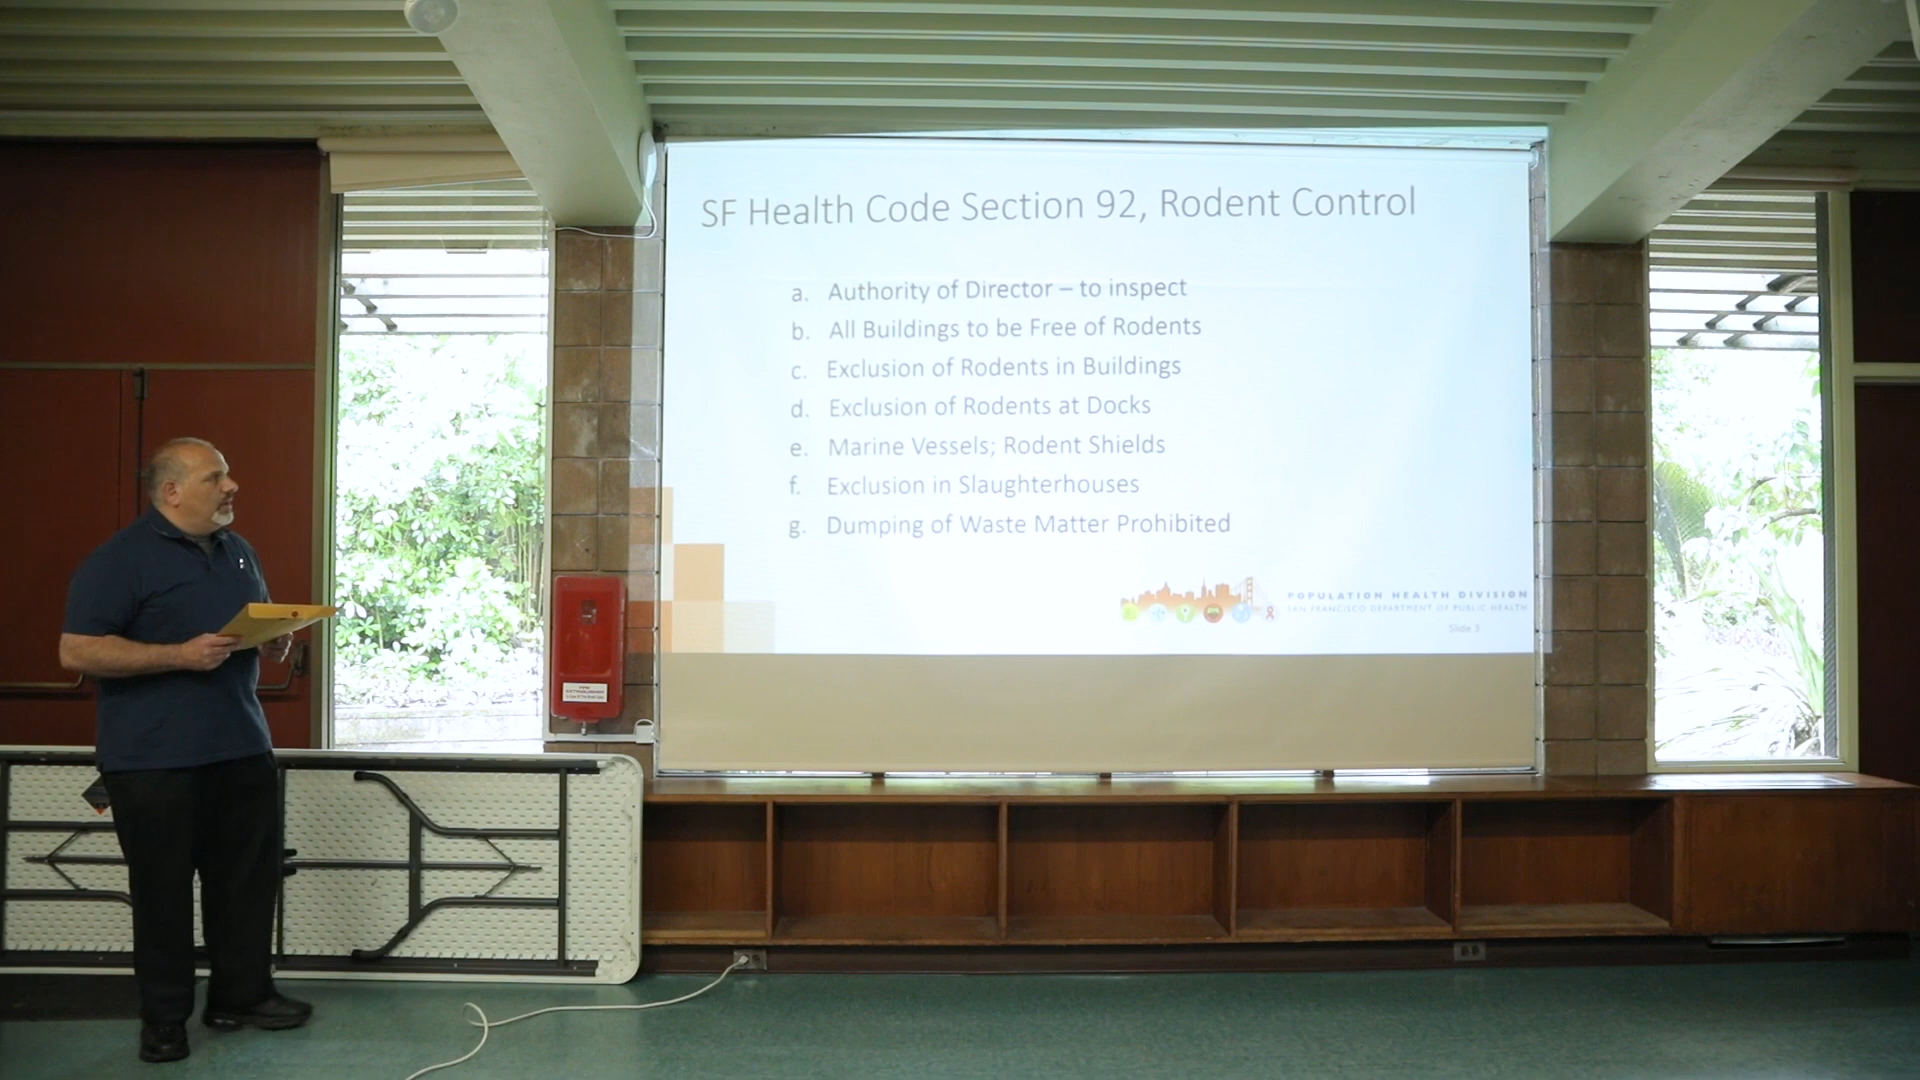 SF Health Code Section 92, Rodent Control
a. Authority of Director – to inspect
b. All Buildings to be Free of Rodents
c. Exclusion of Rodents in Buildings
d. Exclusion of Rodents at Docks
e. Marine Vessels; Rodent Shields
f. Exclusion in Slaughterhouses
g. Dumping of Waste Matter Prohibited
POPULATION HEALTH DIVISION
SAN FRANCISCO DEPARTMENT OF PUBLIC HEALTH
Slide 3